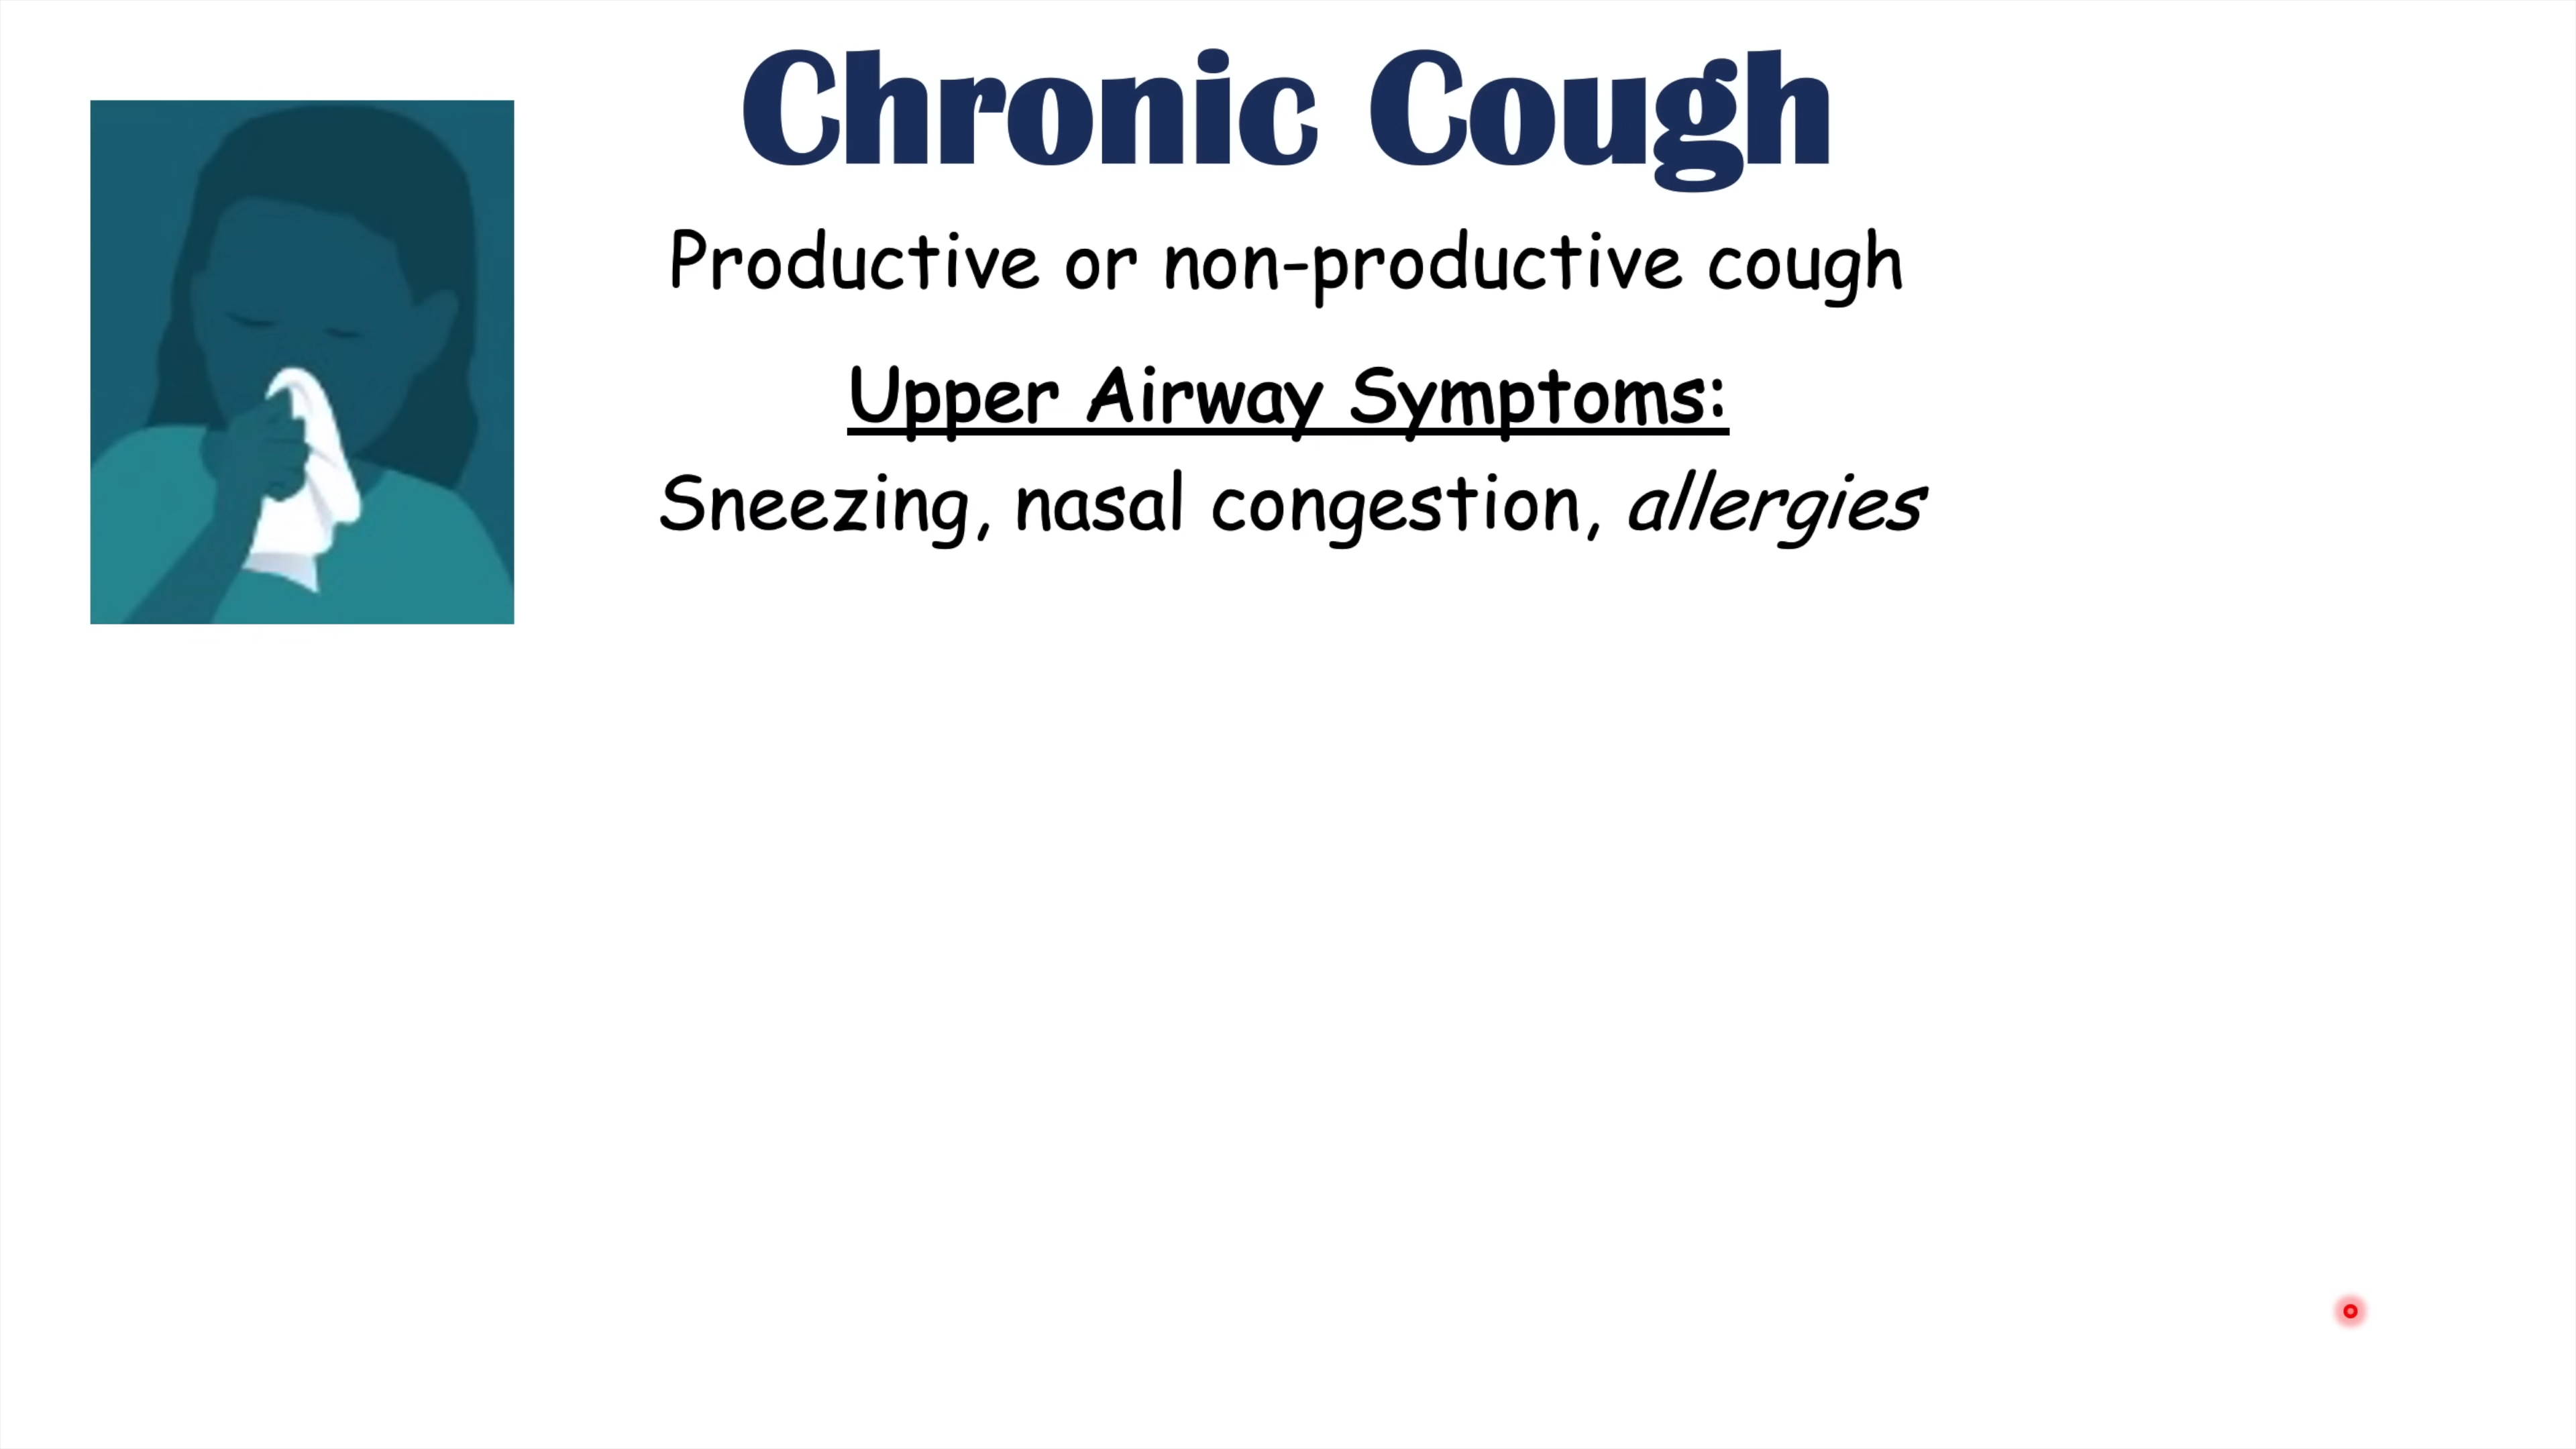 Chronic Cough
Productive or non-productive cough
Upper Airway Symptoms:
Sneezing, nasal congestion, allergies